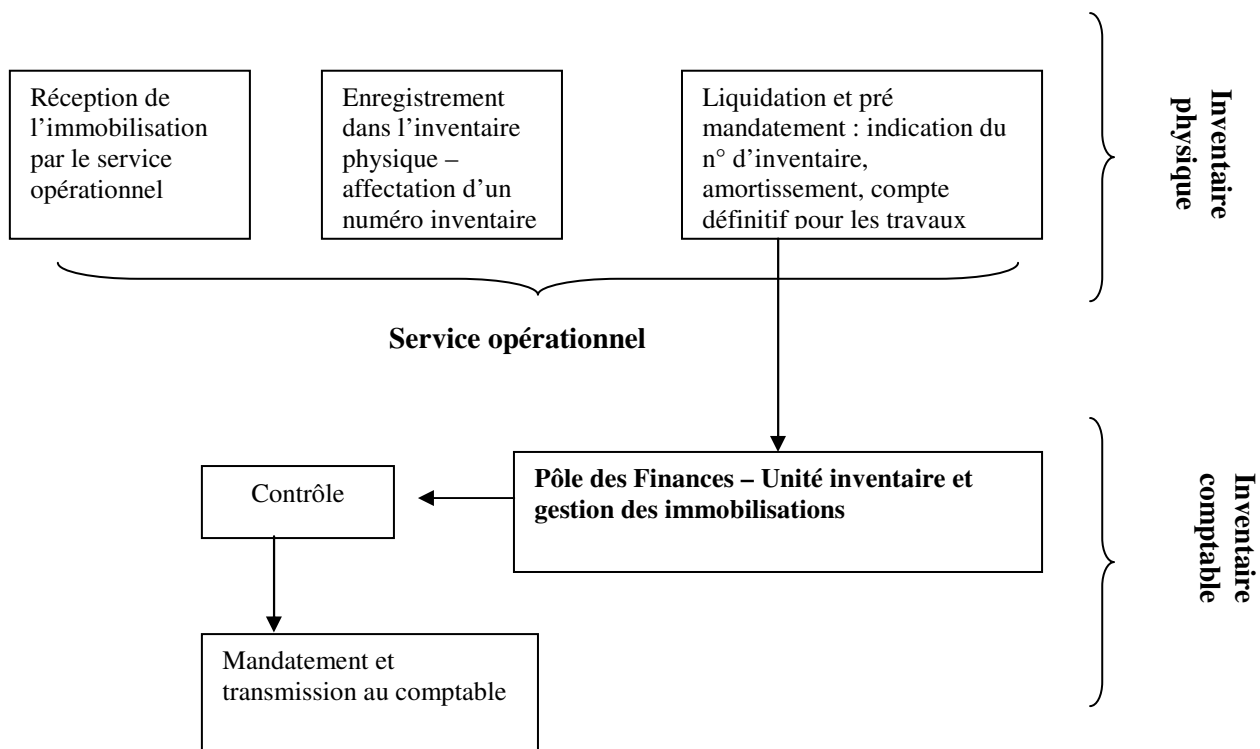 Réception de
l'immobilisation
par le service
opérationnel
Enregistrement
dans l'inventaire
physique –
affectation d'un
numéro inventaire
Liquidation et pré
mandatement : indication du
n° d'inventaire,
amortissement, compte
définitif pour les travaux
Inventaire
physique
Service opérationnel
Contrôle
Pôle des Finances – Unité inventaire et
gestion des immobilisations
Inventaire
comptable
Mandatement et
transmission au comptable